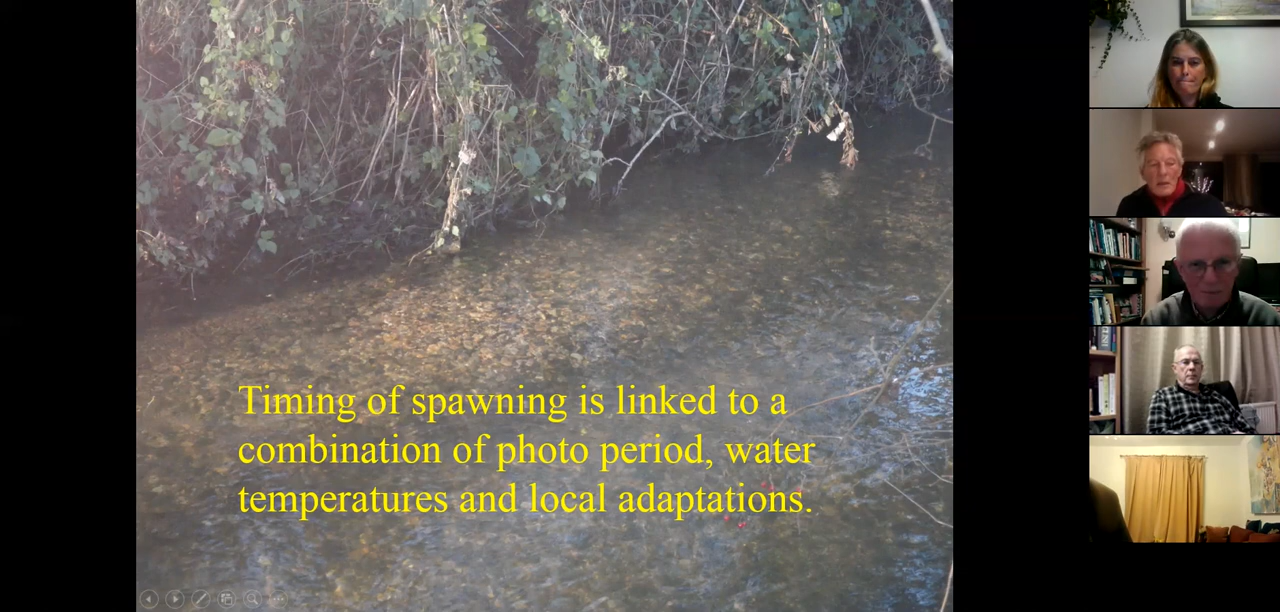 Timing of spawning is linked to a
combination of photo period, water
temperatures and local adaptations.